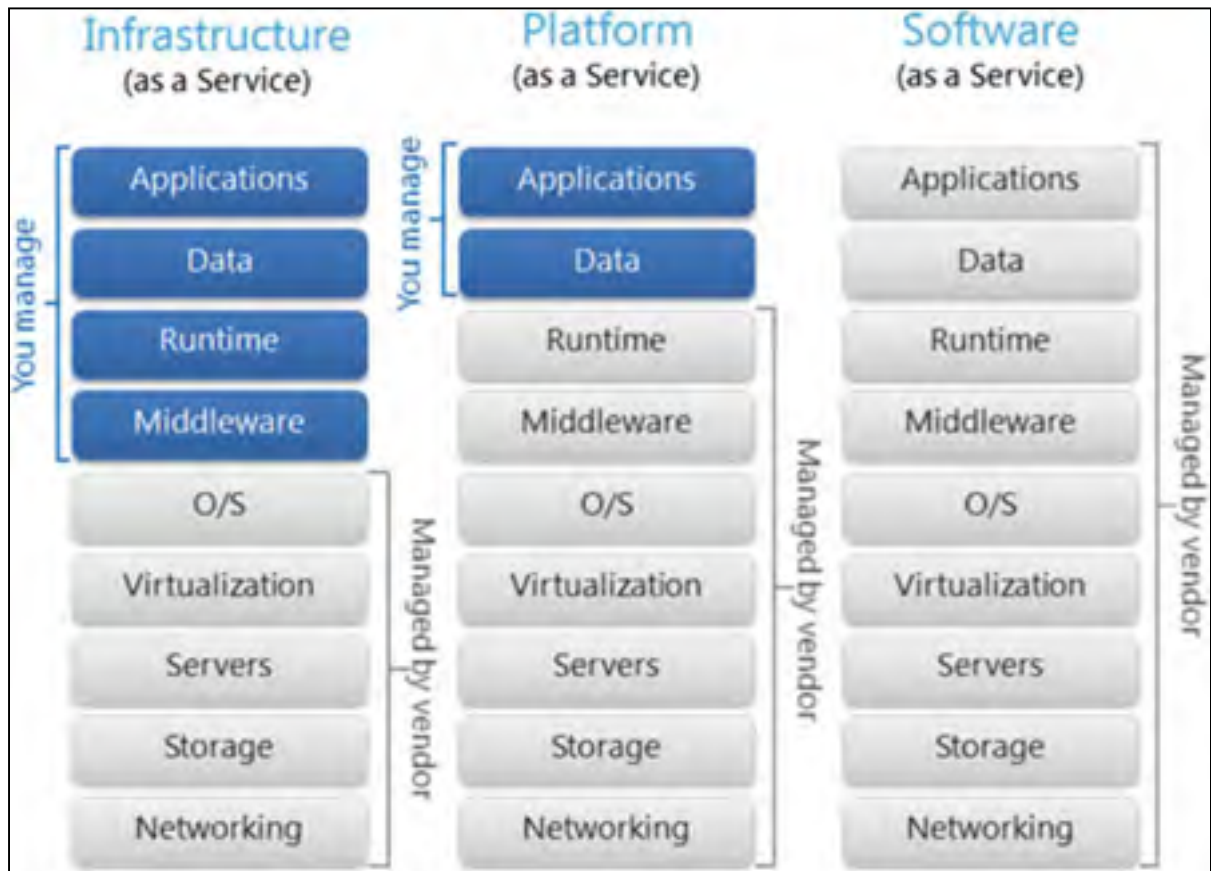 Infrastructure
(as a Service)
You manage
Applications
Data
Runtime
Middleware
O/S
Virtualization
Servers
Storage
Networking
Managed by vendor
Platform
(as a Service)
You manage
Applications
Data
Runtime
Middleware
O/S
Virtualization
Servers
Storage
Networking
Managed by vendor
Software
(as a Service)
Applications
Data
Runtime
Middleware
O/S
Virtualization
Servers
Storage
Networking
Managed by vendor